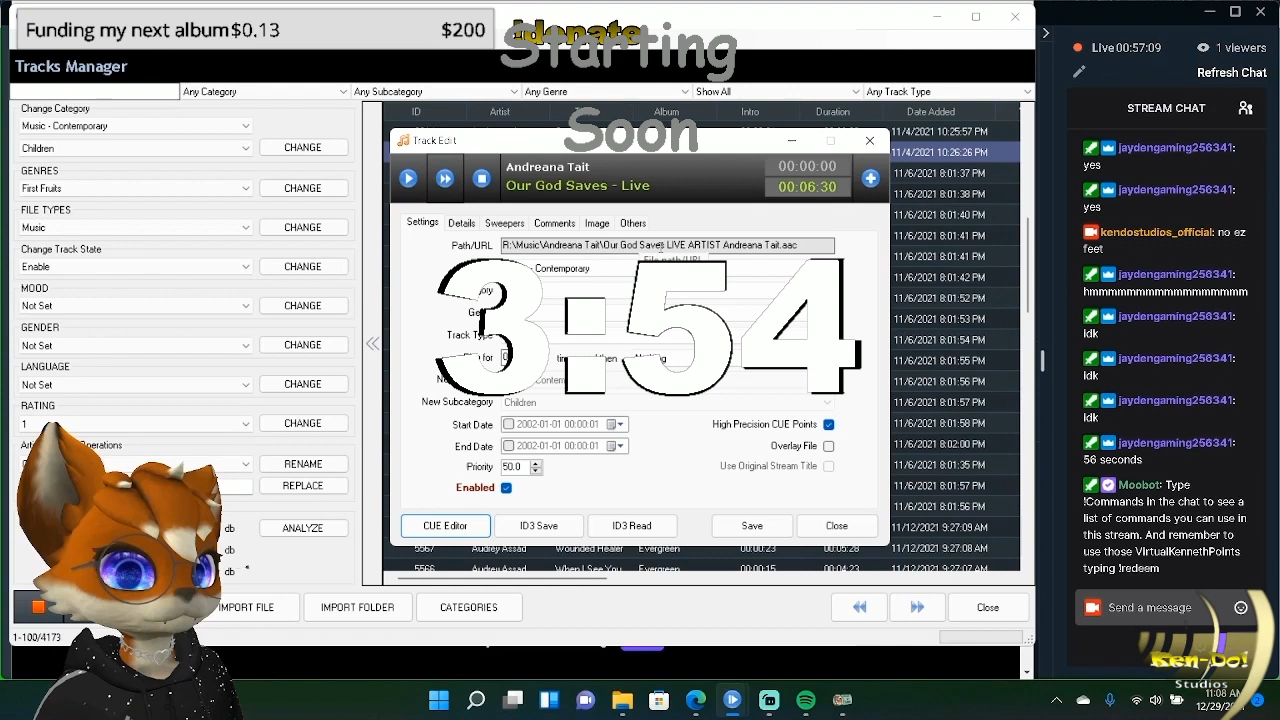 Funding my next album$0.13
$200
!donate
Starting
Soon
Tracks Manager
Any Category
Any Subcategory
Any Genre
Show All
Any Track Type
Change Category
Music - Contemporary
Children
CHANGE
GENRES
First Fruits
CHANGE
FILE TYPES
Music
CHANGE
Change Track State
Enable
CHANGE
MOOD
Not Set
CHANGE
GENDER
Not Set
CHANGE
LANGUAGE
Not Set
CHANGE
RATING
1
CHANGE
Operations
RENAME
REPLACE
db
ANALYZE
db
db
IMPORT FILE
IMPORT FOLDER
CATEGORIES
Close
1-100/4173
ID
Artist
Album
Intro
Duration
Date Added
11/4/2021 10:25:57 PM
11/4/2021 10:26:26 PM
11/6/2021 8:01:37 PM
11/6/2021 8:01:38 PM
11/6/2021 8:01:40 PM
11/6/2021 8:01:41 PM
11/6/2021 8:01:41 PM
11/6/2021 8:01:42 PM
11/6/2021 8:01:52 PM
11/6/2021 8:01:53 PM
11/6/2021 8:01:54 PM
11/6/2021 8:01:55 PM
11/6/2021 8:01:56 PM
11/6/2021 8:01:57 PM
11/6/2021 8:01:58 PM
11/6/2021 8:02:00 PM
11/6/2021 8:01:35 PM
11/6/2021 8:01:58 PM
11/6/2021 8:01:56 PM
11/12/2021 9:27:09 AM
5567
Audrey Assad
Wounded Healer
Evergreen
00:00:00
00:05:28
11/12/2021 9:27:08 AM
5566
Audrey Assad
When I See You
Evergreen
00:00:15
00:04:23
11/12/2021 9:27:07 AM
Track Edit
Andreana Tait
Our God Saves - Live
00:00:00
00:06:30
Settings
Details
Sweepers
Comments
Image
Others
Path/URL
R:\Music\Andreana Tait\Our God Saves LIVE ARTIST Andreana Tait.aac
File path/URL
Contemporary
3:54
Track Type
New Subcategory
Children
Start Date
2002-01-01 00:00:01
High Precision CUE Points
End Date
2002-01-01 00:00:01
Overlay File
Priority
50.0
Use Original Stream Title
Enabled
CUE Editor
ID3 Save
ID3 Read
Save
Close
Live 00:57:09
1 viewers
Refresh Chat
STREAM CHAT
jaydengaming256341:
yes
jaydengaming256341:
yes
kendostudios_official: no ez
feet
jaydengaming256341:
hmmmmmmmmmmmmmmmm
jaydengaming256341:
Idk
jaydengaming256341:
Idk
jaydengaming256341:
Idk
jaydengaming256341:
56 seconds
Moobot: Type
!Commands in the chat to see a
list of commands you can use in
the stream. And remember to
use those VirtualKennethPoints
typing !redeem
Send a message
Ken-Do!
Studios
11:08 AM
12/29/20